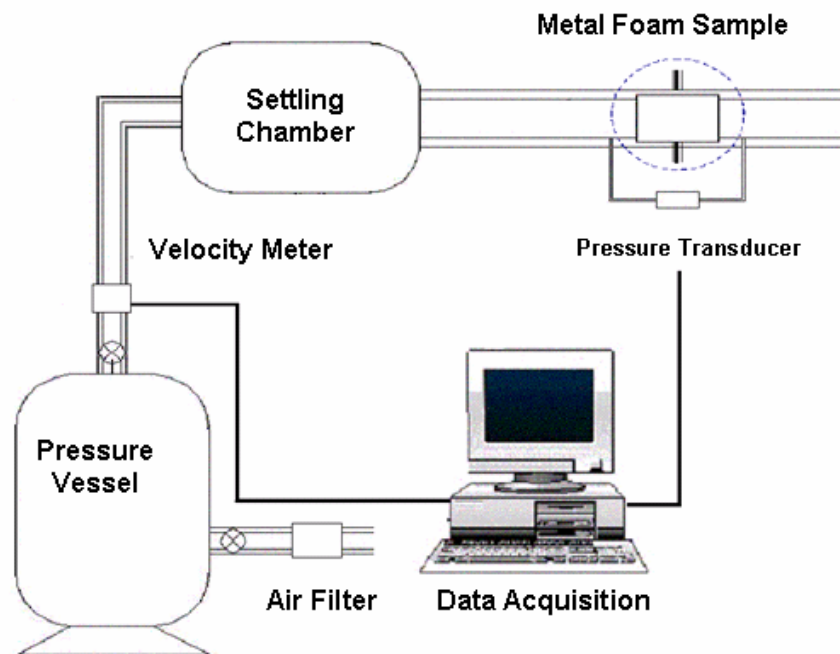 Metal Foam Sample
Settling
Chamber
Velocity Meter
Pressure Transducer
Pressure
Vessel
Air Filter
Data Acquisition